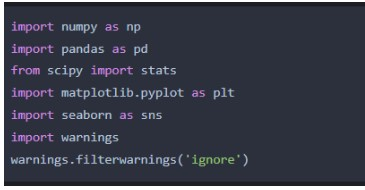 import numpy as np
import pandas as pd
from scipy import stats
import matplotlib.pyplot as plt
import seaborn as sns
import warnings
warnings.filterwarnings('ignore')